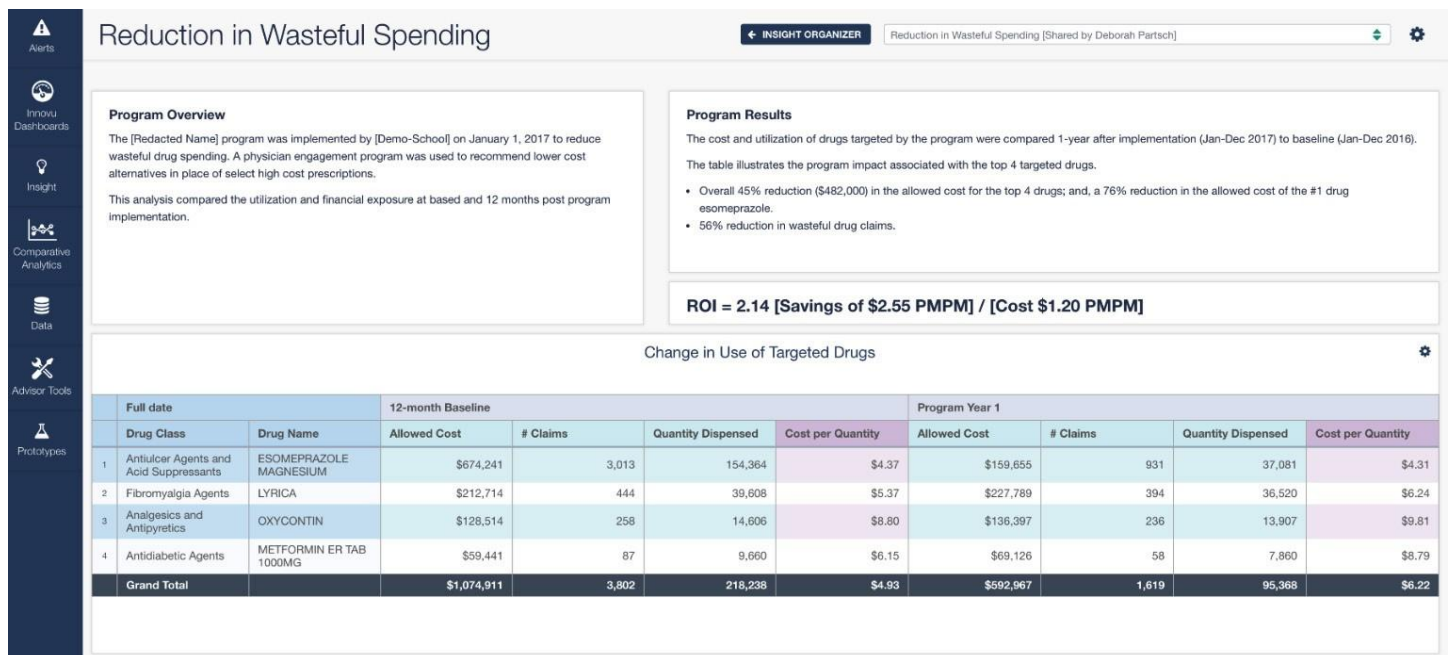 Reduction in Wasteful Spending
INSIGHT ORGANIZER
Reduction in Wasteful Spending [Shared by Deborah Partsch]
Alerts
Innovu
Dashboards
Insight
Comparative
Analytics
Data
Advisor Tools
Prototypes
Program Overview
The [Redacted Name] program was implemented by [Demo-School] on January 1, 2017 to reduce
wasteful drug spending. A physician engagement program was used to recommend lower cost
alternatives in place of select high cost prescriptions.
This analysis compared the utilization and financial exposure at based and 12 months post program
implementation.
Program Results
The cost and utilization of drugs targeted by the program were compared 1-year after implementation (Jan-Dec 2017) to baseline (Jan-Dec 2016).
The table illustrates the program impact associated with the top 4 targeted drugs.
• Overall 45% reduction ($482,000) in the allowed cost for the top 4 drugs; and, a 76% reduction in the allowed cost of the #1 drug
esomeprazole.
• 56% reduction in wasteful drug claims.
ROI = 2.14 [Savings of $2.55 PMPM] / [Cost $1.20 PMPM]
Change in Use of Targeted Drugs
Full date 12-month Baseline Program Year 1
Drug Class Drug Name Allowed Cost # Claims Quantity Dispensed Cost per Quantity Allowed Cost # Claims Quantity Dispensed Cost per Quantity
1 Antiulcer Agents and Acid Suppressants ESOMEPRAZOLE MAGNESIUM $674,241 3,013 154,364 $4.37 $159,655 931 37,081 $4.31
2 Fibromyalgia Agents LYRICA $212,714 444 39,608 $5.37 $227,789 394 36,520 $6.24
3 Analgesics and Antipyretics OXYCONTIN $128,514 258 14,606 $8.80 $136,397 236 13,907 $9.81
4 Antidiabetic Agents METFORMIN ER TAB 1000MG $59,441 87 9,660 $6.15 $69,126 58 7,860 $8.79
Grand Total $1,074,911 3,802 218,238 $4.93 $592,967 1,619 95,368 $6.22